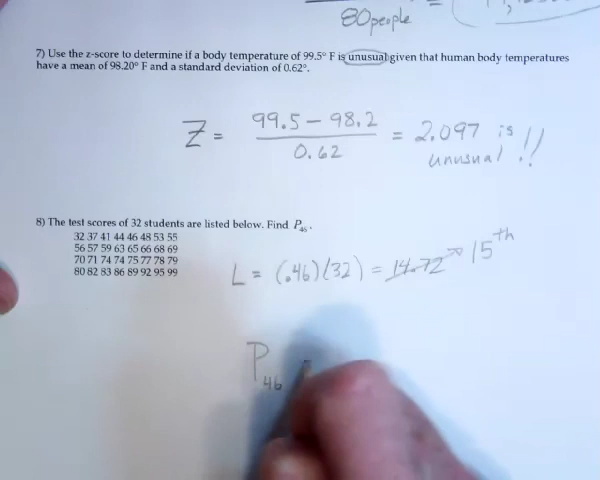 80 people =
7) Use the z-score to determine if a body temperature of 99.5° F is unusual given that human body temperatures
have a mean of 98.20° F and a standard deviation of 0.62°.
Z = 99.5 - 98.2 / 0.62 = 2.097 is unusual!!
8) The test scores of 32 students are listed below. Find P₄₆.
32 37 41 44 46 48 53 55
56 57 59 63 65 66 68 69
70 71 74 74 75 77 78 79
80 82 83 86 89 92 95 99
L = (.46)(32) = 14.72 → 15th
P₄₆